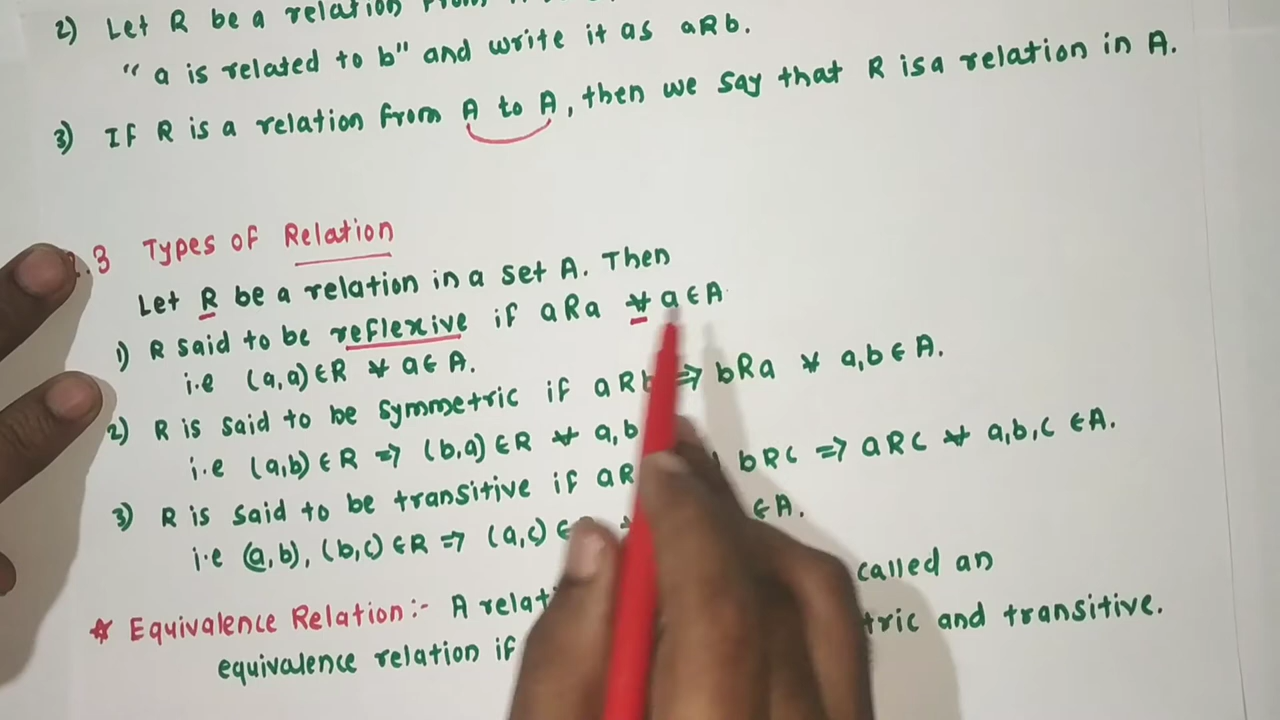 2) Let R be a relation from
" a is related to b" and write it as aRb.
3) If R is a relation from A to A, then we say that R is a relation in A.
.3 Types of Relation
Let R be a relation in a set A. Then
1) R said to be reflexive if aRa ∀ a∈A
i.e (a,a)∈R ∀ a∈A.
2) R is said to be symmetric if aRb ⇒ bRa ∀ a,b∈A.
i.e (a,b)∈R ⇒ (b,a)∈R ∀ a,b
3) R is said to be transitive if aR bRc ⇒ aRc ∀ a,b,c ∈A.
i.e (a,b), (b,c)∈R ⇒ (a,c)∈ ∈A.
* Equivalence Relation:- A called an
equivalence relation if and transitive.